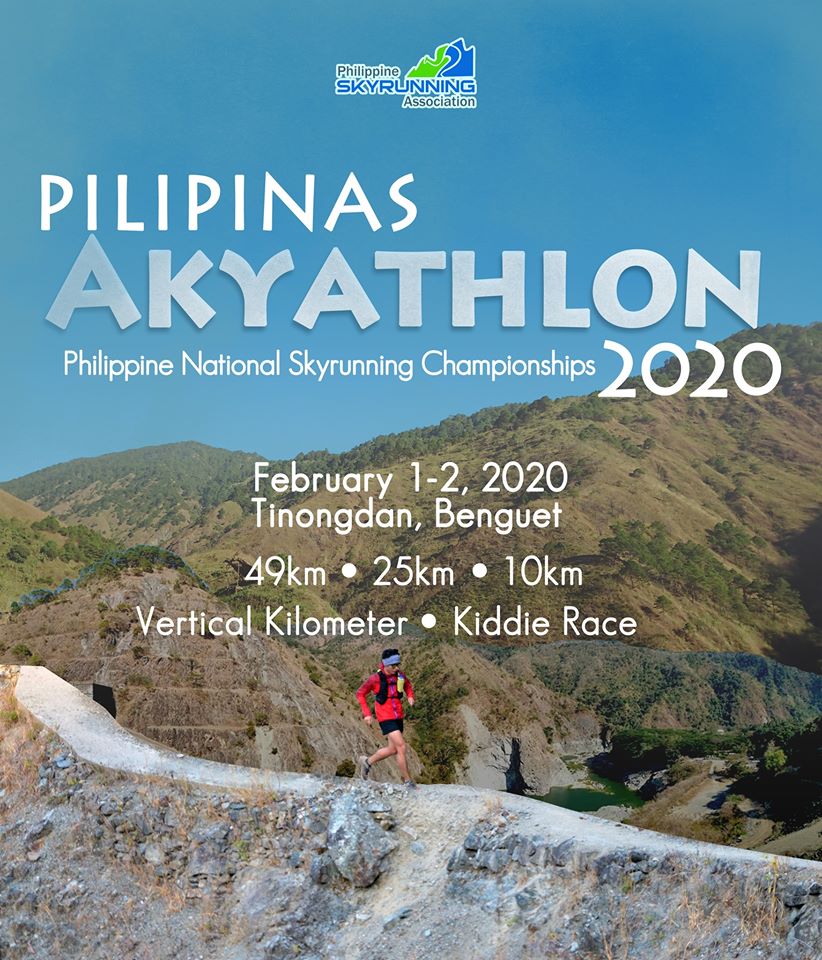 Philippine
SKYRUNNING
Association
PILIPINAS
AKYATHLON
Philippine National Skyrunning Championships 2020
February 1-2, 2020
Tinongdan, Benguet
49km • 25km • 10km
Vertical Kilometer • Kiddie Race